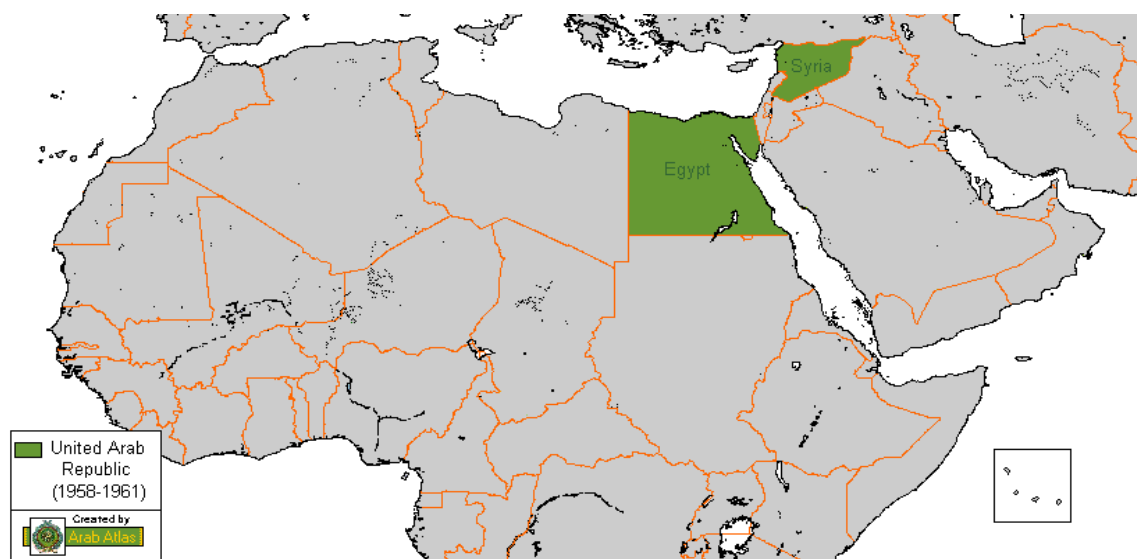 Syria
Egypt
United Arab
Republic
(1958-1961)
Created by
Arab Atlas